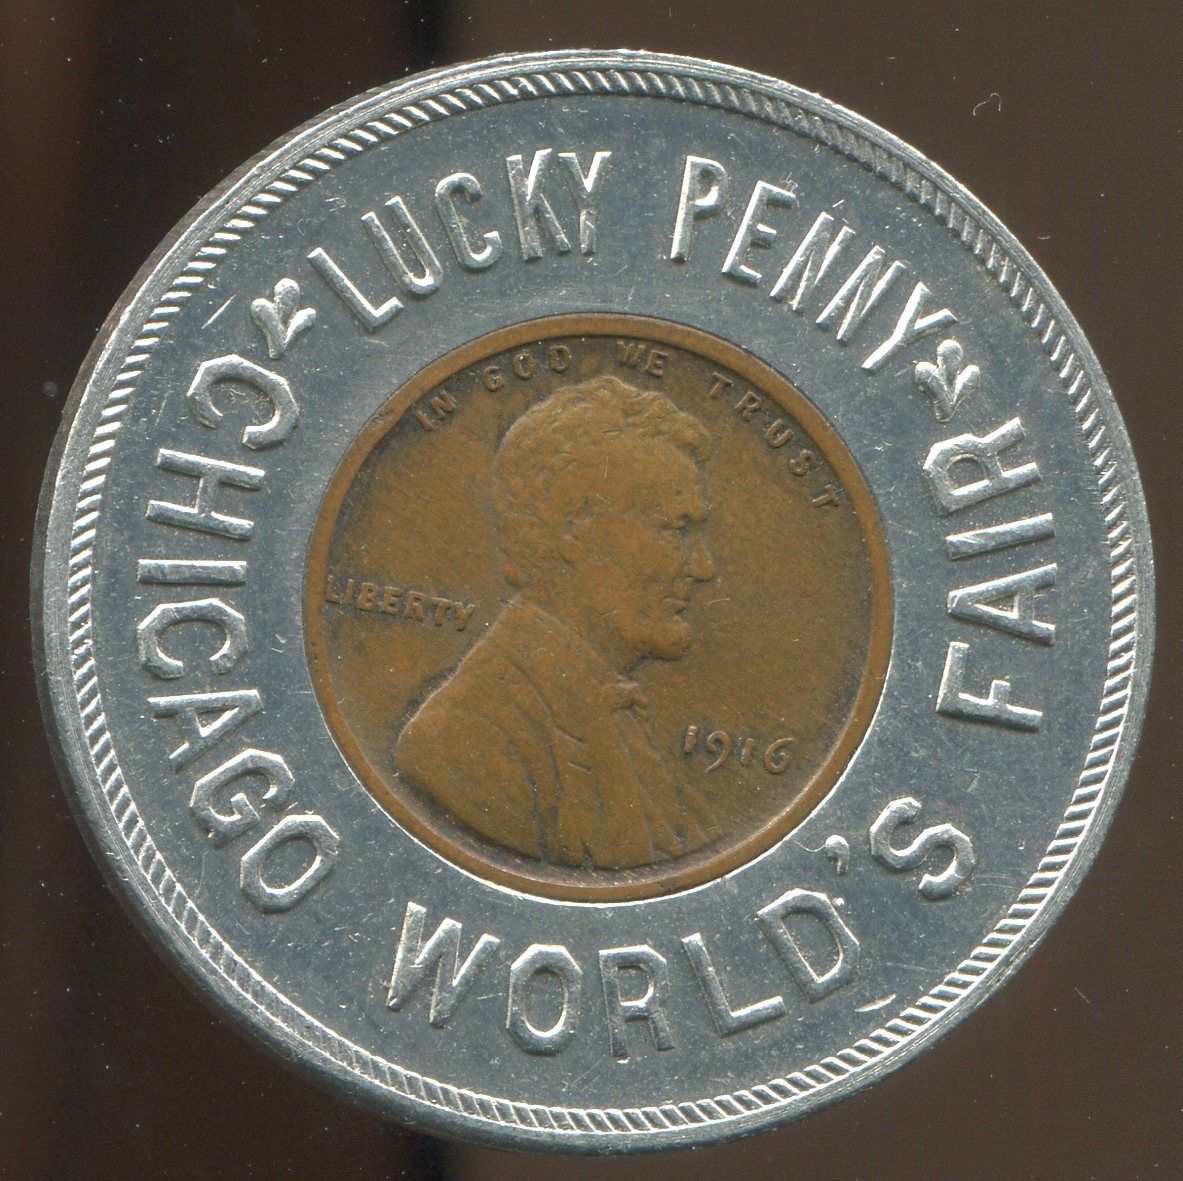 LUCKY PENNY
CHICAGO WORLD'S FAIR
IN GOD WE TRUST
LIBERTY
1916